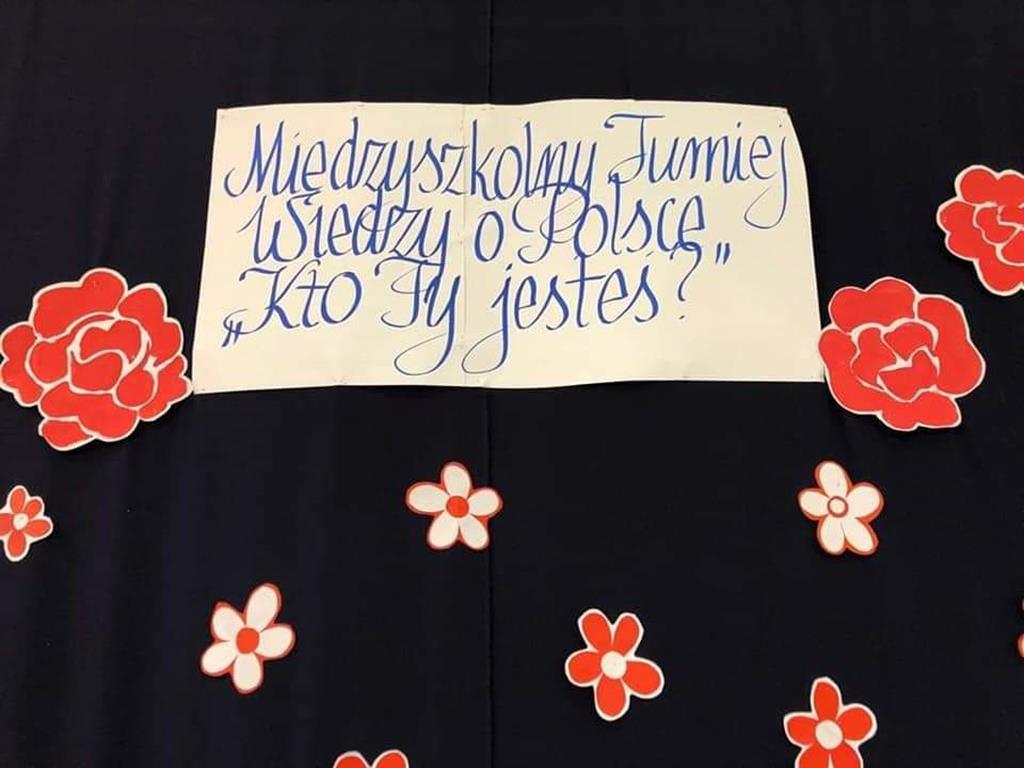 Międzyszkolny Turniej
Wiedzy o Polsce
„Kto Ty jesteś?”